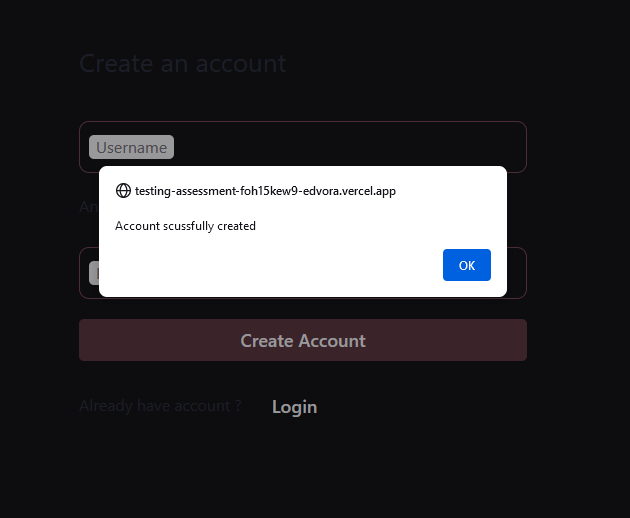 Create an account
Username
testing-assessment-foh15kew9-edvora.vercel.app
An
Account scussfully created
OK
Create Account
Already have account ? Login